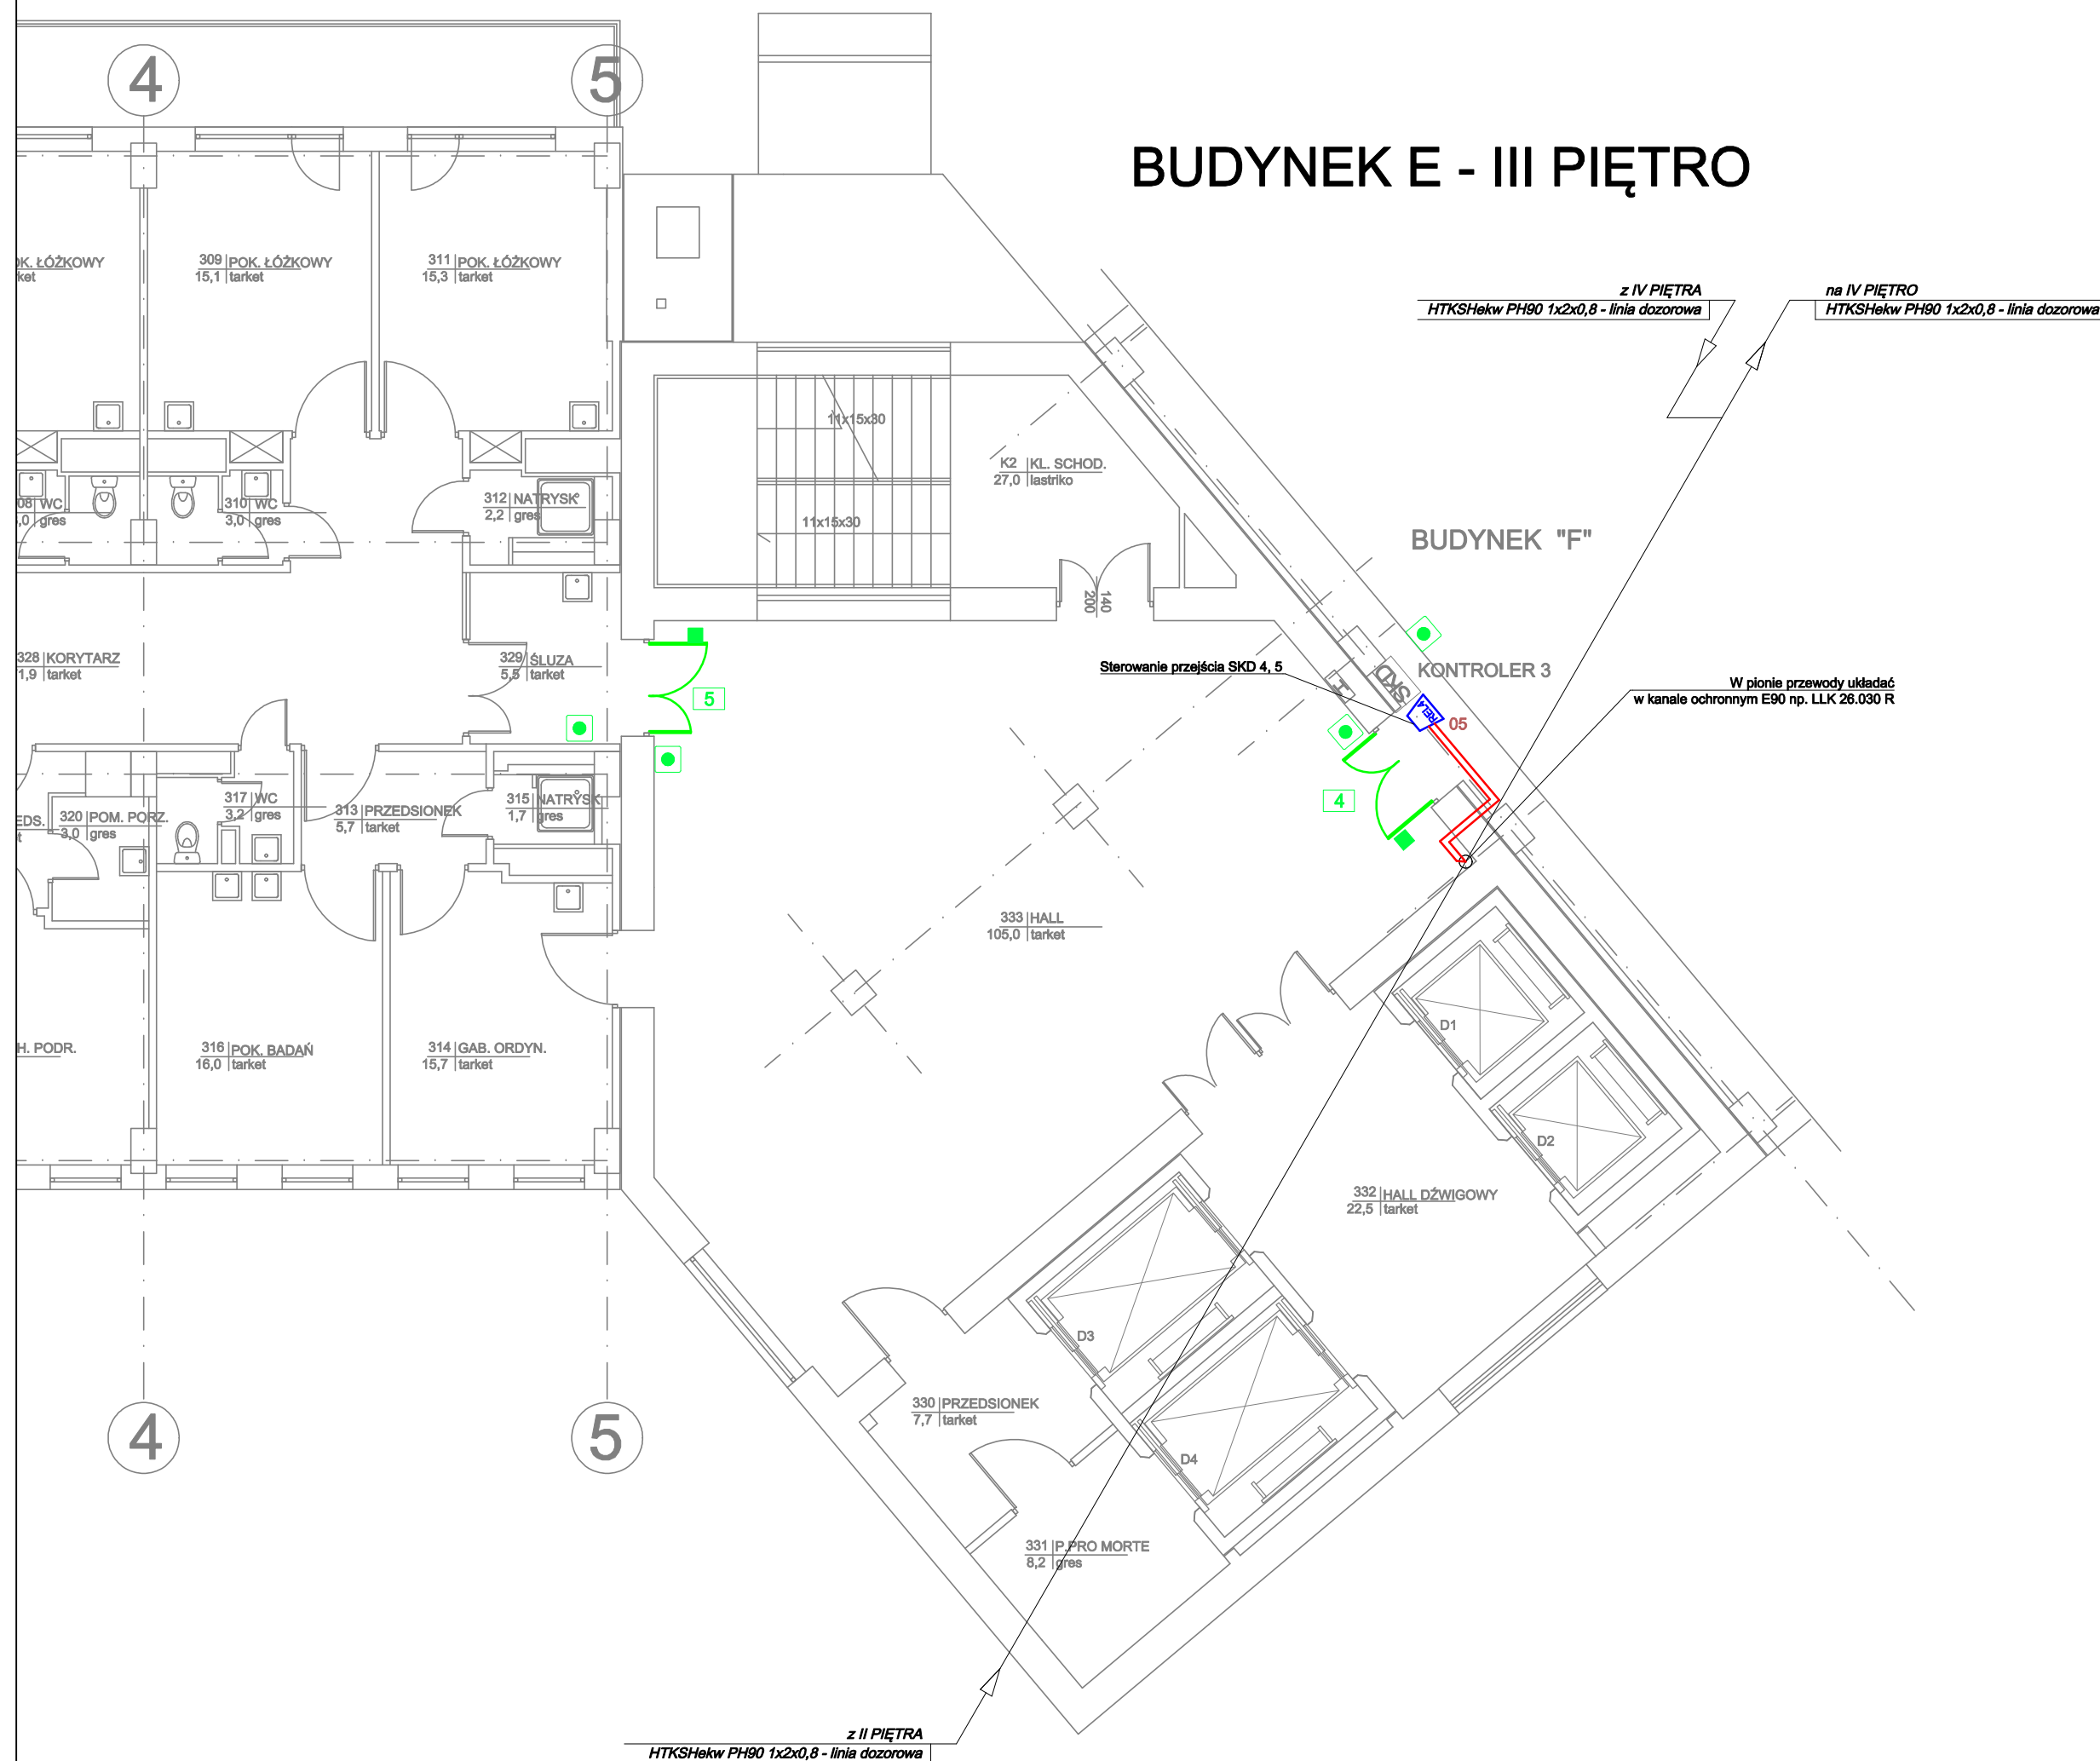 4
5
BUDYNEK E - III PIĘTRO
z IV PIĘTRA
HTKSHekw PH90 1x2x0,8 - linia dozorowa
na IV PIĘTRO
HTKSHekw PH90 1x2x0,8 - linia dozorowa
ŁÓŻKOWY
309 POK. ŁÓŻKOWY
15,1 tarket
311 POK. ŁÓŻKOWY
15,3 tarket
11x15x30
K2 KL. SCHOD.
27,0 lastriko
11x15x30
WC
gres
310 WC
3,0 gres
312 NATRYSK
2,2 gres
BUDYNEK "F"
140
200
328 KORYTARZ
1,9 tarket
329 ŚLUZA
5,5 tarket
5
Sterowanie przejścia SKD 4, 5
H
SKD
KONTROLER 3
REL4
05
W pionie przewody układać
w kanale ochronnym E90 np. LLK 26.030 R
4
320 POM. PORZ.
3,0 gres
317 WC
3,2 gres
313 PRZEDSIONEK
5,7 tarket
315 NATRYSK
1,7 gres
333 HALL
105,0 tarket
H. PODR.
316 POK. BADAŃ
16,0 tarket
314 GAB. ORDYN.
15,7 tarket
D1
D2
332 HALL DŹWIGOWY
22,5 tarket
D3
D4
330 PRZEDSIONEK
7,7 tarket
4
5
331 P.PRO MORTE
8,2 gres
z II PIĘTRA
HTKSHekw PH90 1x2x0,8 - linia dozorowa